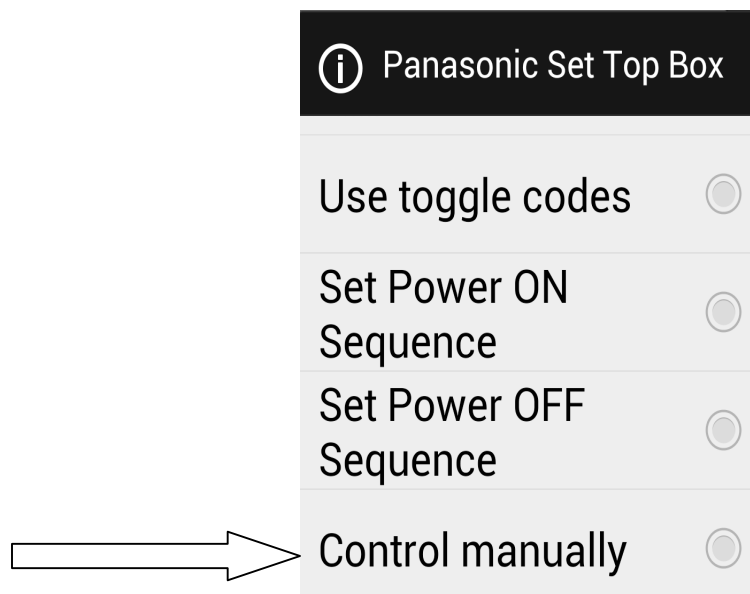 Panasonic Set Top Box
Use toggle codes
Set Power ON
Sequence
Set Power OFF
Sequence
Control manually